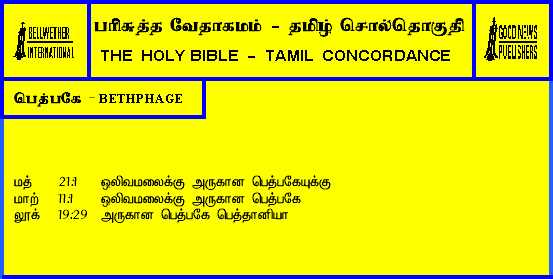 BELLWETHER
INTERNATIONAL
பரிசுத்த வேதாகமம் - தமிழ் சொல்தொகுதி
THE HOLY BIBLE - TAMIL CONCORDANCE
GOOD NEWS
PUBLISHERS
பெத்பகே - BETHPHAGE
மத் 21:1 ஒலிவமலைக்கு அருகான பெத்பகேயுக்கு
மாற் 11:1 ஒலிவமலைக்கு அருகான பெத்பகே
லூக் 19:29 அருகான பெத்பகே பெத்தானியா